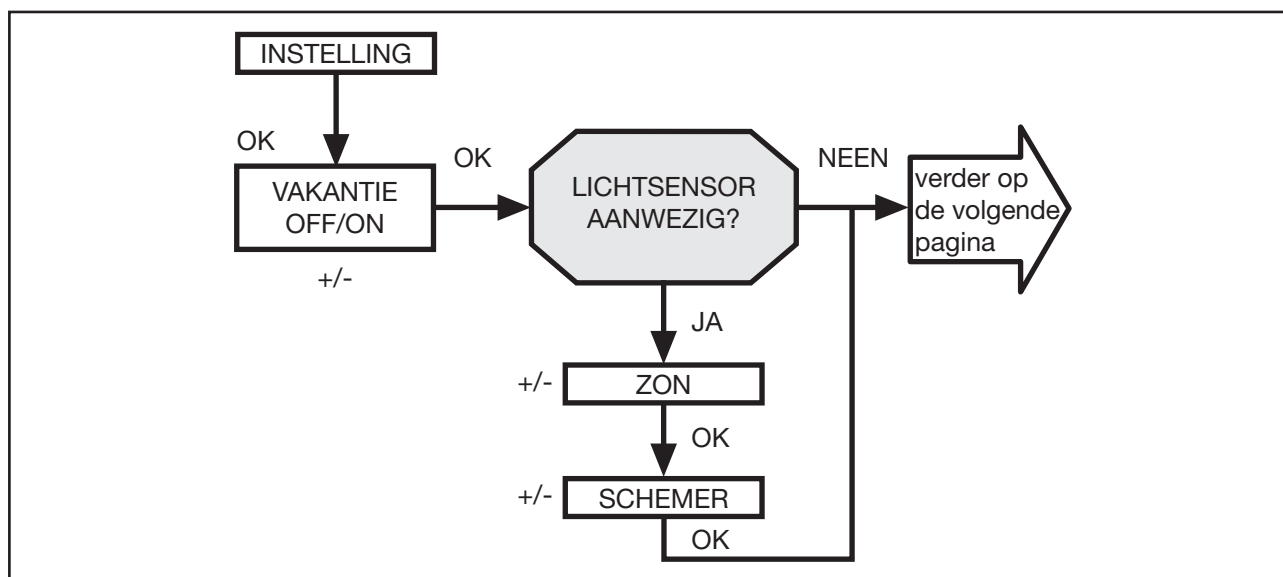 INSTELLING
OK
VAKANTIE
OFF/ON
+/-
OK
LICHTSENSOR
AANWEZIG?
NEEN
verder op
de volgende
pagina
JA
+/-
ZON
OK
+/-
SCHEMER
OK